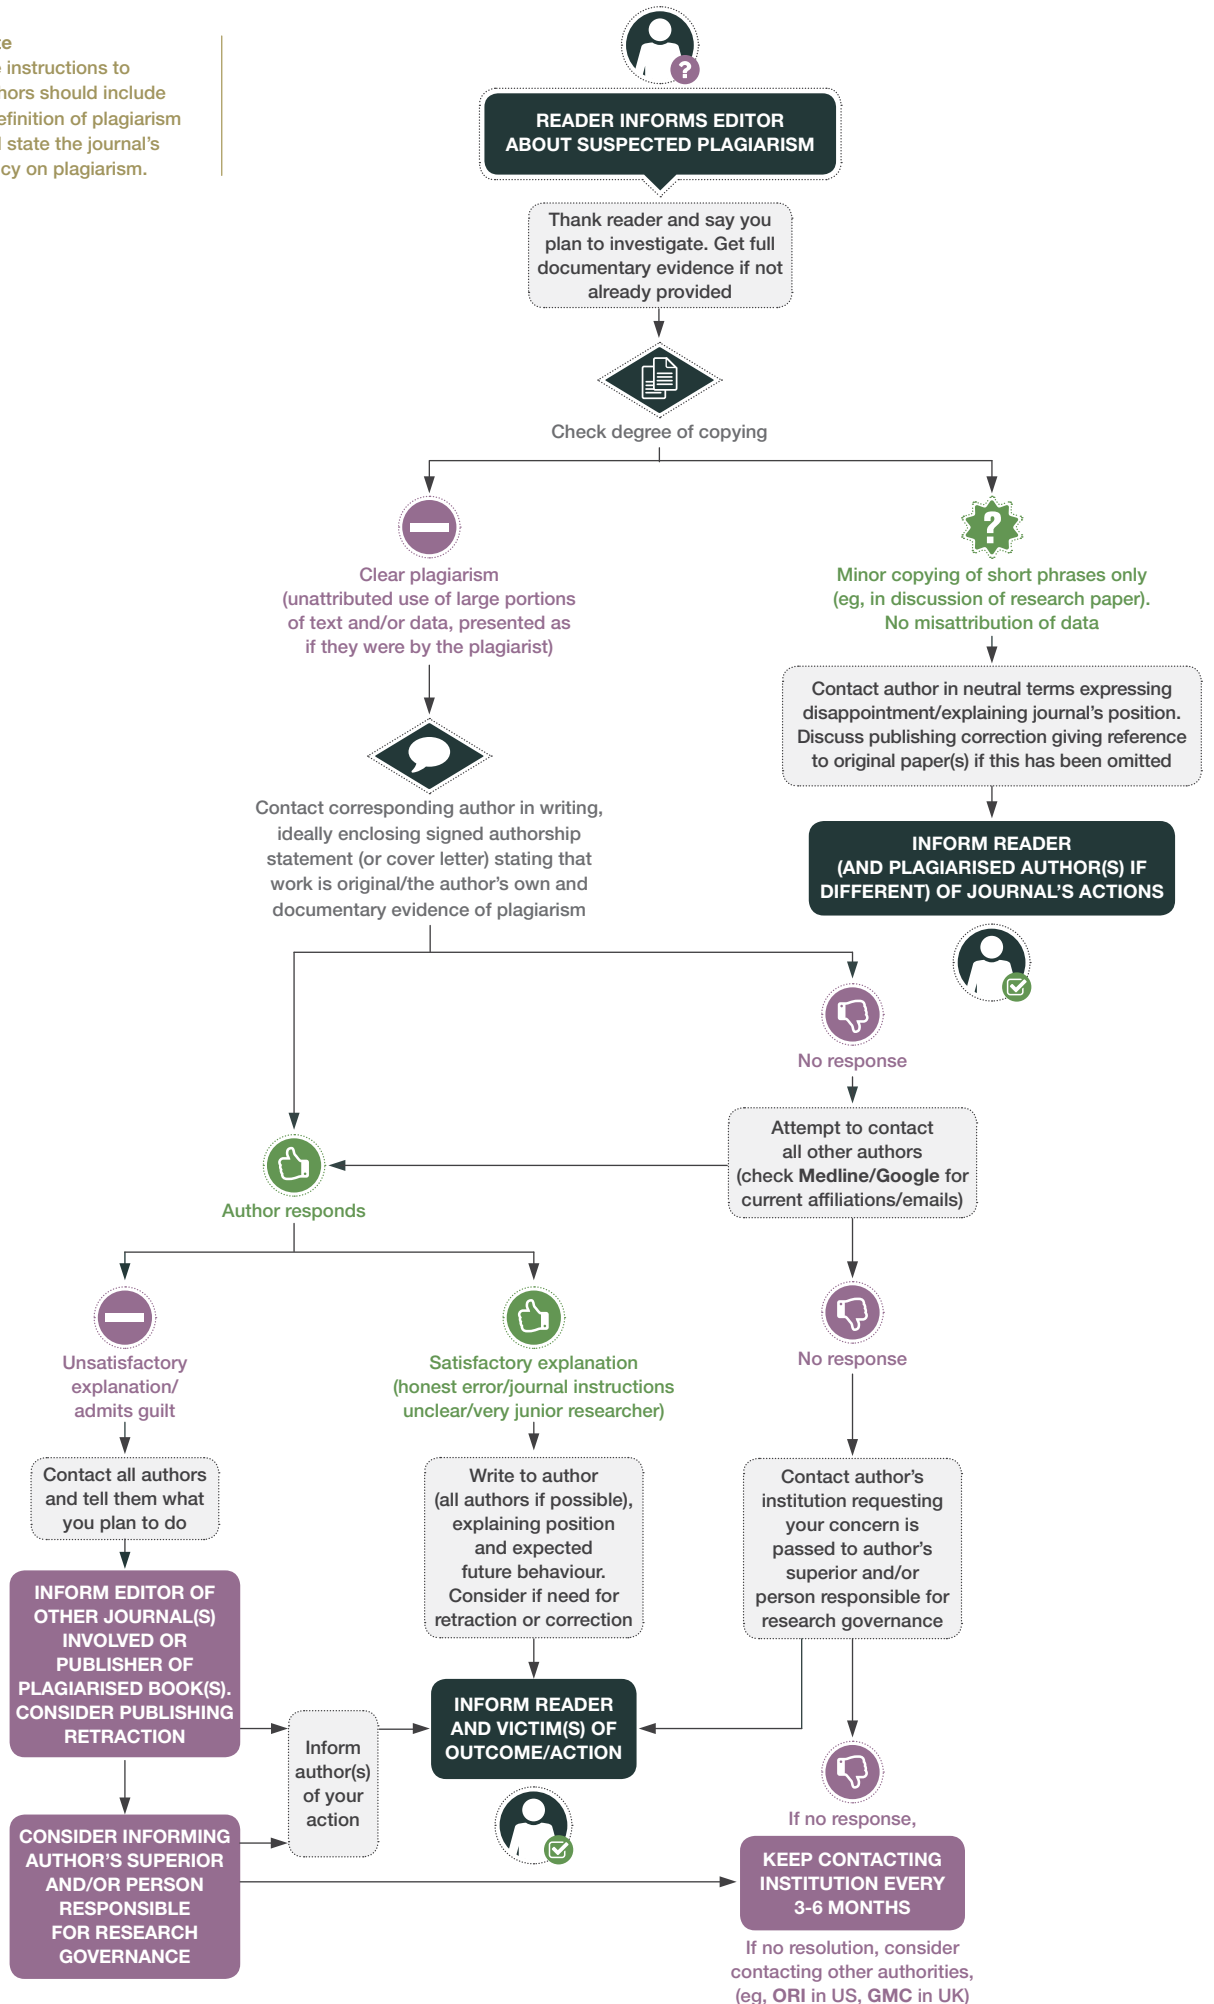 instructions to
should include
definition of plagiarism
state the journal's
on plagiarism.
?
READER INFORMS EDITOR
ABOUT SUSPECTED PLAGIARISM
Thank reader and say you
plan to investigate. Get full
documentary evidence if not
already provided
Check degree of copying
Clear plagiarism
(unattributed use of large portions
of text and/or data, presented as
if they were by the plagiarist)
?
Minor copying of short phrases only
(eg, in discussion of research paper).
No misattribution of data
Contact author in neutral terms expressing
disappointment/explaining journal's position.
Discuss publishing correction giving reference
to original paper(s) if this has been omitted
INFORM READER
(AND PLAGIARISED AUTHOR(S) IF
DIFFERENT) OF JOURNAL'S ACTIONS
Contact corresponding author in writing,
ideally enclosing signed authorship
statement (or cover letter) stating that
work is original/the author's own and
documentary evidence of plagiarism
No response
Attempt to contact
all other authors
(check Medline/Google for
current affiliations/emails)
Author responds
No response
Unsatisfactory
explanation/
admits guilt
Satisfactory explanation
(honest error/journal instructions
unclear/very junior researcher)
Contact all authors
and tell them what
you plan to do
Write to author
(all authors if possible),
explaining position
and expected
future behaviour.
Consider if need for
retraction or correction
Contact author's
institution requesting
your concern is
passed to author's
superior and/or
person responsible for
research governance
INFORM EDITOR OF
OTHER JOURNAL(S)
INVOLVED OR
PUBLISHER OF
PLAGIARISED BOOK(S).
CONSIDER PUBLISHING
RETRACTION
Inform
author(s)
of your
action
INFORM READER
AND VICTIM(S) OF
OUTCOME/ACTION
CONSIDER INFORMING
AUTHOR'S SUPERIOR
AND/OR PERSON
RESPONSIBLE
FOR RESEARCH
GOVERNANCE
If no response,
KEEP CONTACTING
INSTITUTION EVERY
3-6 MONTHS
If no resolution, consider
contacting other authorities,
(eg, ORI in US, GMC in UK)